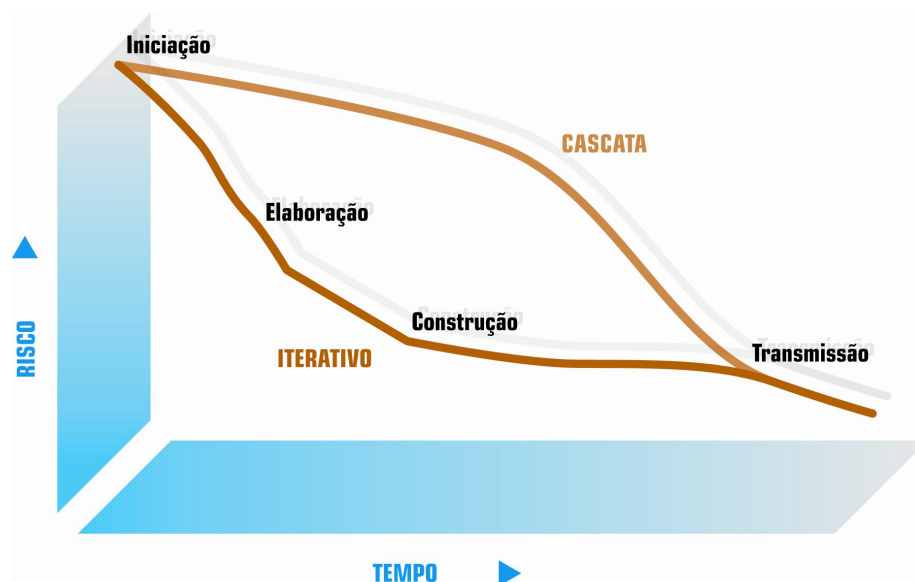 Iniciação
CASCATA
Elaboração
Construção
ITERATIVO
Transmissão
RISCO
TEMPO